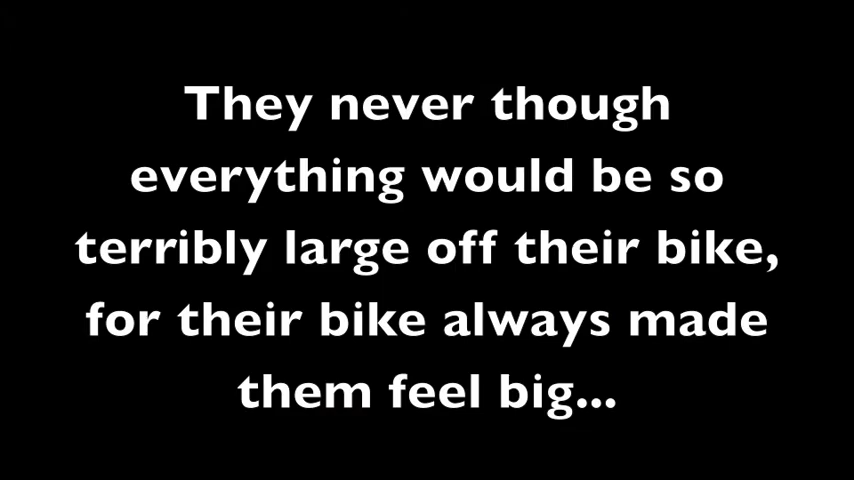 They never though
everything would be so
terribly large off their bike,
for their bike always made
them feel big...